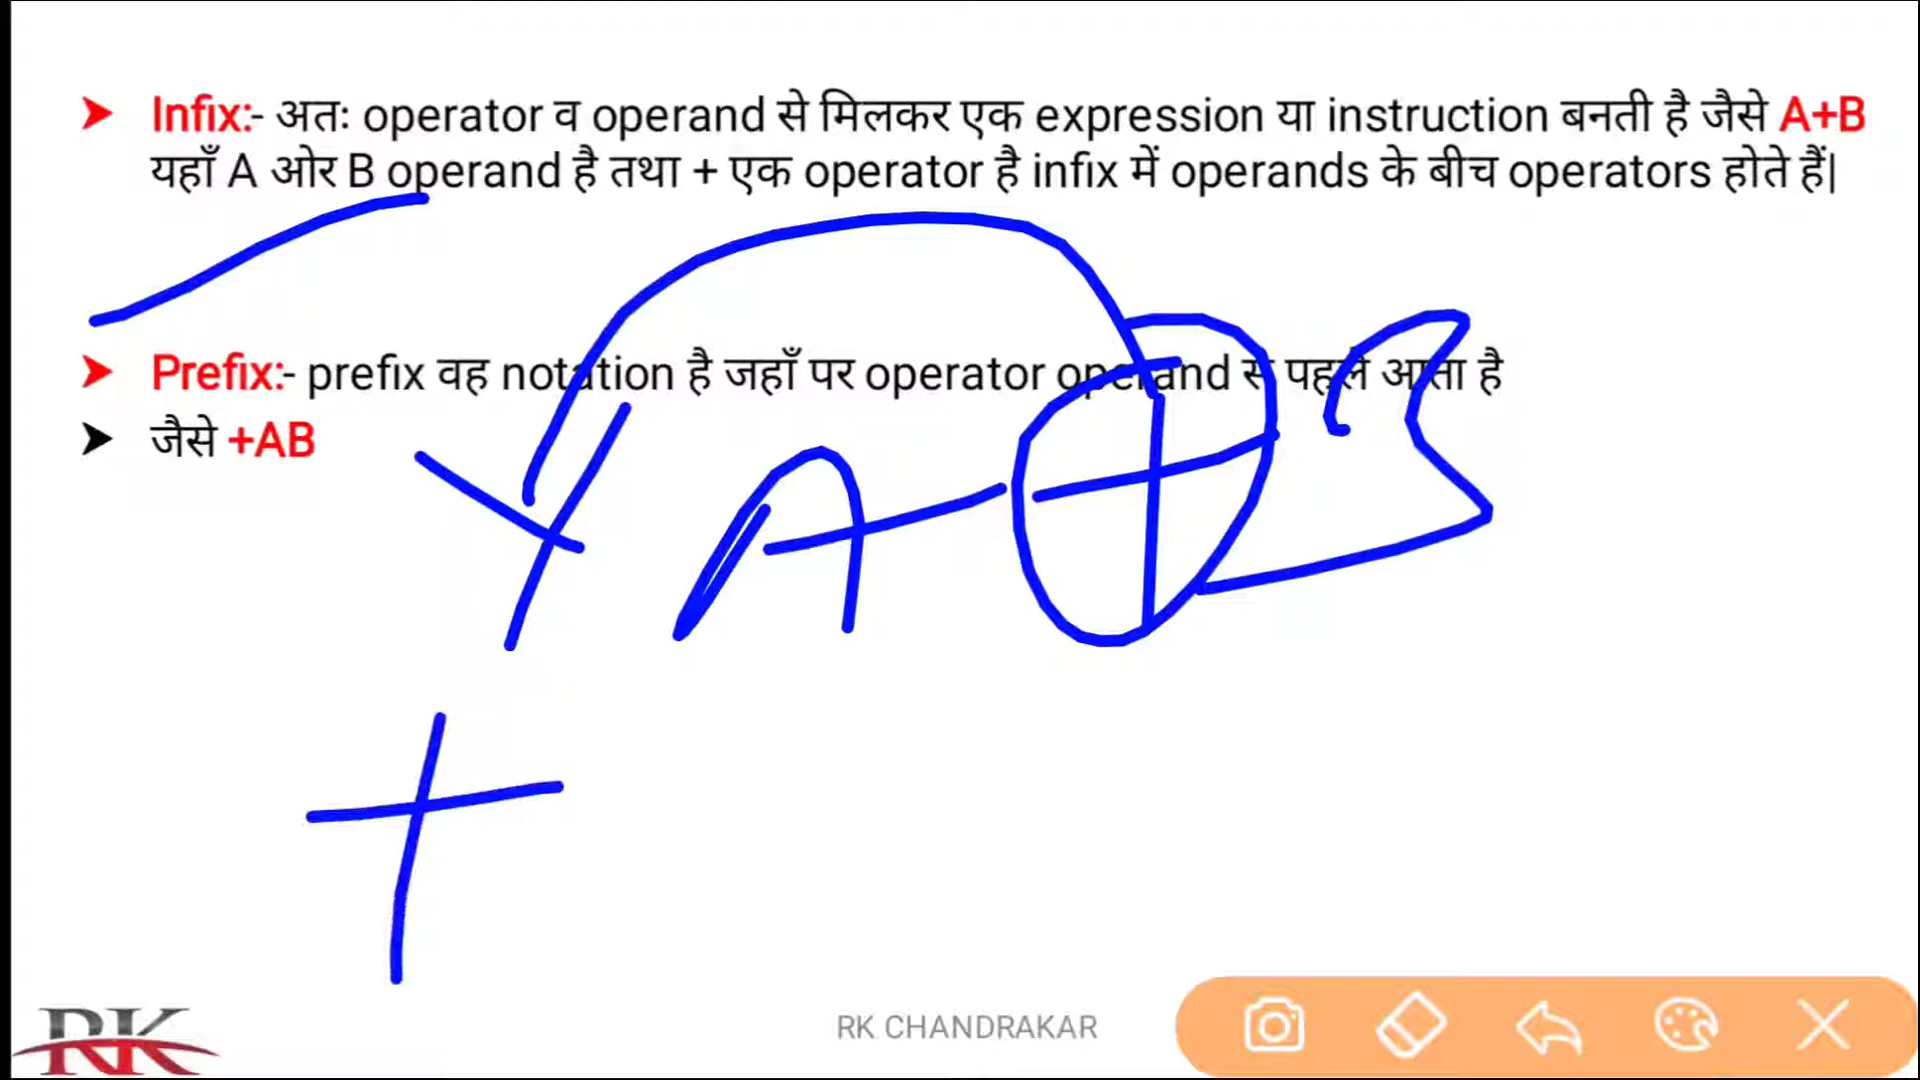 ➤ Infix:- अतः operator व operand से मिलकर एक expression या instruction बनती है जैसे A+B
यहाँ A ओर B operand है तथा + एक operator है infix में operands के बीच operators होते हैं|
➤ Prefix:- prefix वह notation है जहाँ पर operator operand से पहले आता है
➤ जैसे +AB
A + B
+
RK
RK CHANDRAKAR